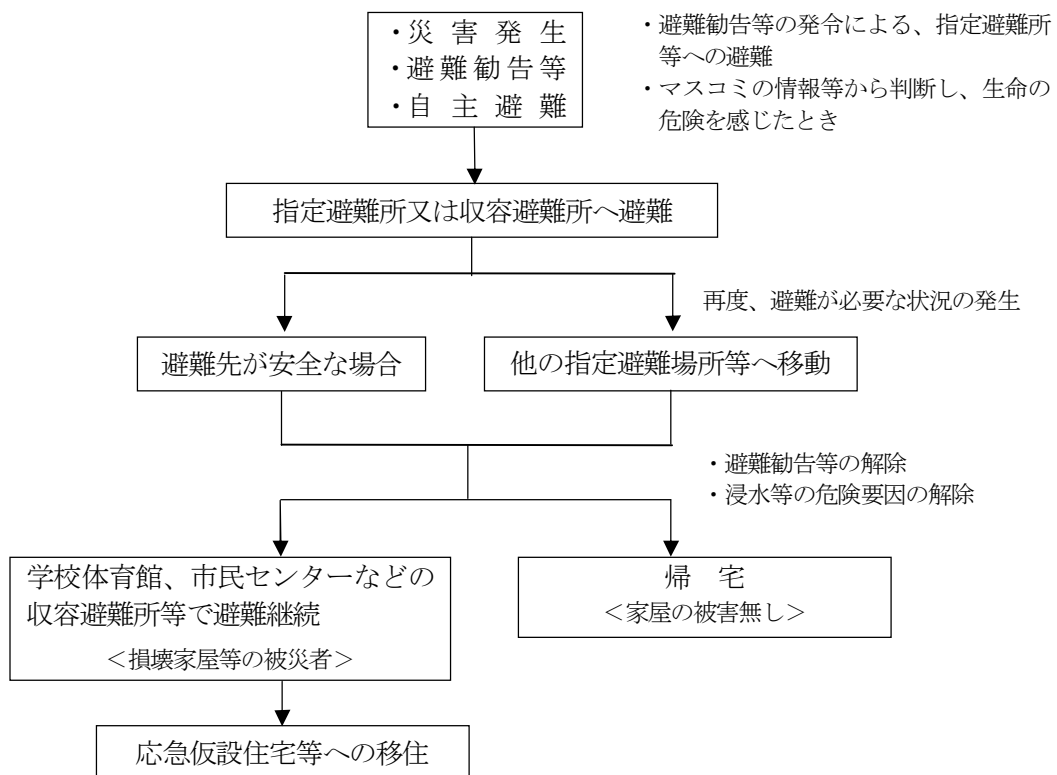 ・災害発生
・避難勧告等
・自主避難
・避難勧告等の発令による、指定避難所
等への避難
・マスコミの情報等から判断し、生命の
危険を感じたとき
指定避難所又は収容避難所へ避難
再度、避難が必要な状況の発生
避難先が安全な場合
他の指定避難場所等へ移動
・避難勧告等の解除
・浸水等の危険要因の解除
学校体育館、市民センターなどの
収容避難所等で避難継続
＜損壊家屋等の被災者＞
帰 宅
＜家屋の被害無し＞
応急仮設住宅等への移住